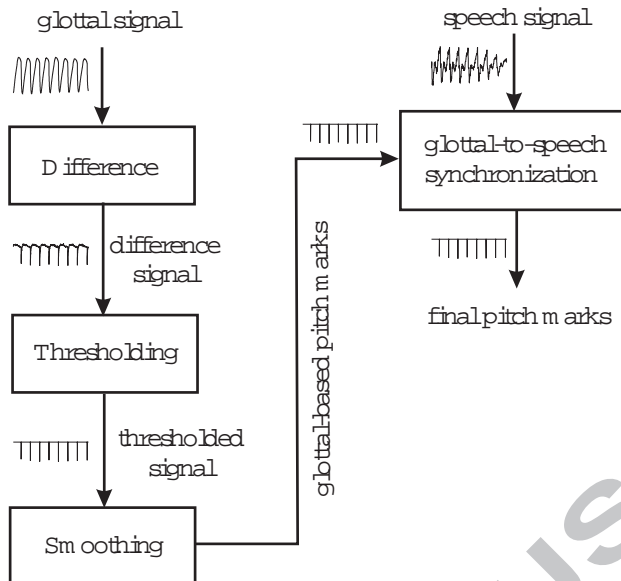 glottal signal
Difference
difference
signal
Thresholding
thresholded
signal
Smoothing
glottal-based pitch marks
speech signal
glottal-to-speech
synchronization
final pitch marks